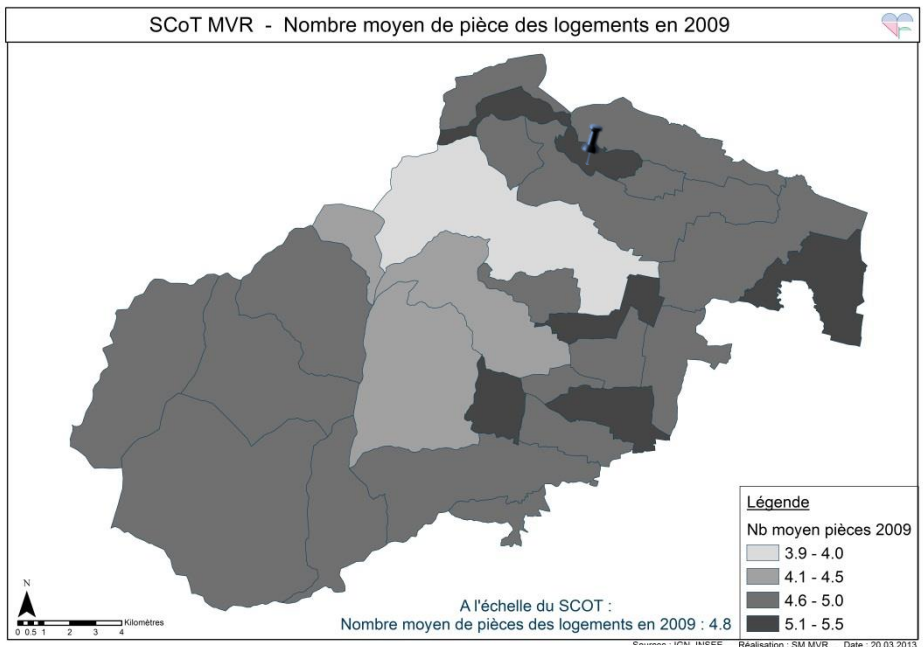 SCoT MVR - Nombre moyen de pièce des logements en 2009
Légende
Nb moyen pièces 2009
3.9 - 4.0
4.1 - 4.5
4.6 - 5.0
5.1 - 5.5
N
0 0.5 1 2 3 4 Kilomètres
A l'échelle du SCOT :
Nombre moyen de pièces des logements en 2009 : 4.8
Sources : IGN, INSEE Réalisation : SM MVR Date : 20.03.2013